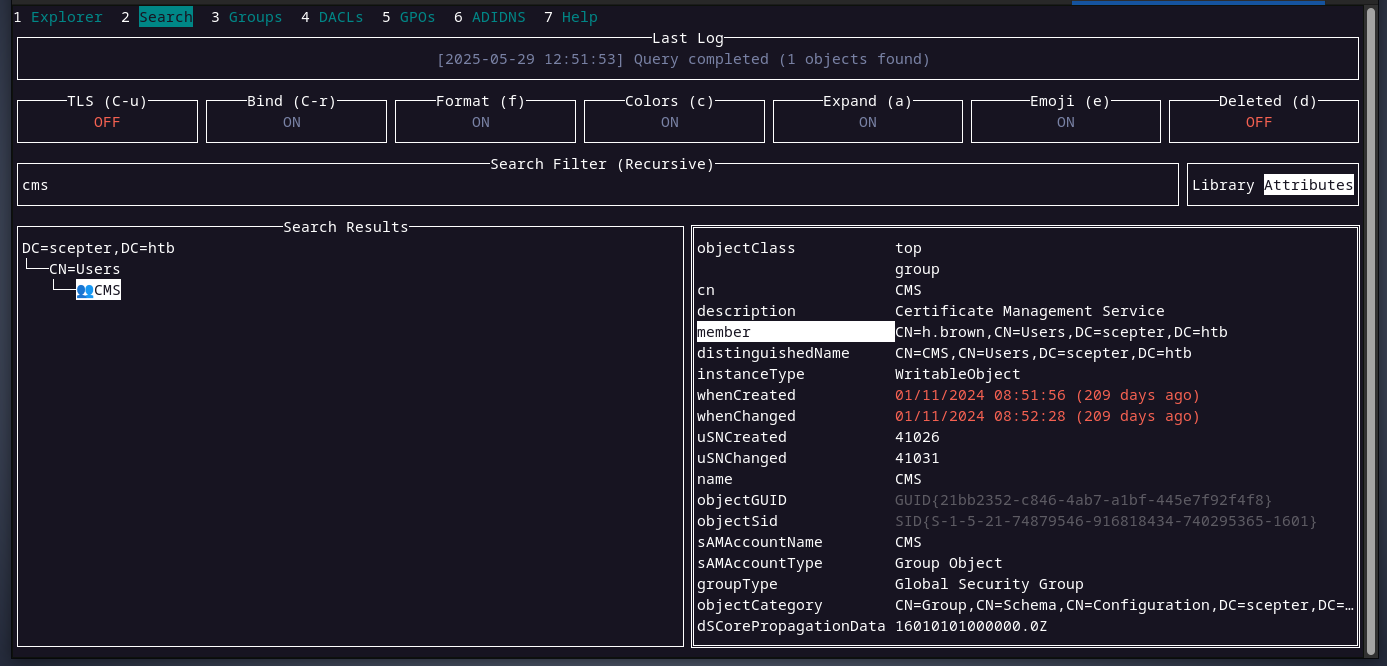 1 Explorer 2 Search 3 Groups 4 DACLs 5 GPOs 6 ADIDNS 7 Help
Last Log
[2025-05-29 12:51:53] Query completed (1 objects found)
TLS (C-u) Bind (C-r) Format (f) Colors (c) Expand (a) Emoji (e) Deleted (d)
OFF ON ON ON ON ON OFF
Search Filter (Recursive)
cms
Library Attributes
Search Results
DC=scepter,DC=htb
CN=Users
CMS
objectClass top
group
cn CMS
description Certificate Management Service
member CN=h.brown,CN=Users,DC=scepter,DC=htb
distinguishedName CN=CMS,CN=Users,DC=scepter,DC=htb
instanceType WritableObject
whenCreated 01/11/2024 08:51:56 (209 days ago)
whenChanged 01/11/2024 08:52:28 (209 days ago)
uSNCreated 41026
uSNChanged 41031
name CMS
objectGUID GUID{21bb2352-c846-4ab7-a1bf-445e7f92f4f8}
objectSid SID{S-1-5-21-74879546-916818434-740295365-1601}
sAMAccountName CMS
sAMAccountType Group Object
groupType Global Security Group
objectCategory CN=Group,CN=Schema,CN=Configuration,DC=scepter,DC=…
dSCorePropagationData 16010101000000.0Z